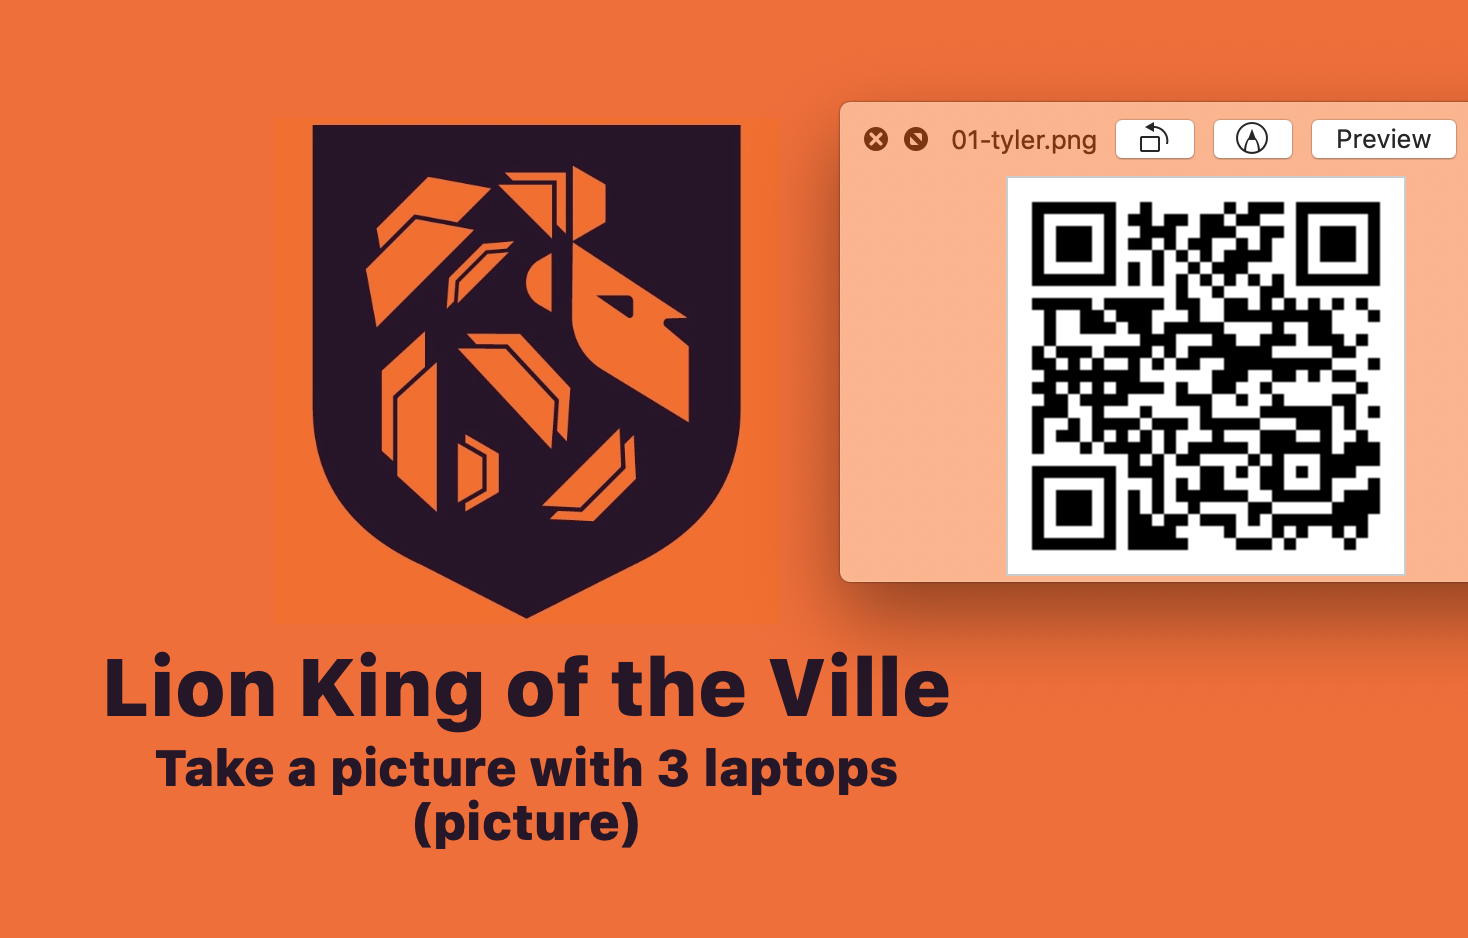 01-tyler.png
Preview
Lion King of the Ville
Take a picture with 3 laptops
(picture)